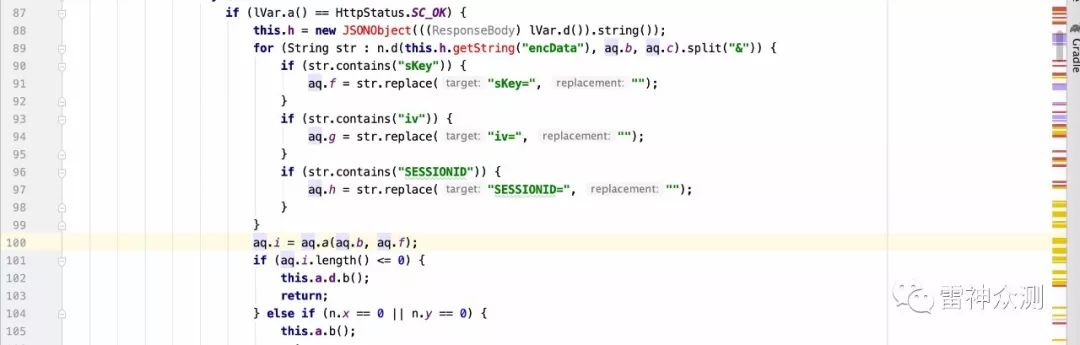 87 if (lVar.a() == HttpStatus.SC_OK) {
88 this.h = new JSONObject(((ResponseBody) lVar.d()).string());
89 for (String str : n.d(this.h.getString("encData"), aq.b, aq.c).split("&")) {
90 if (str.contains("sKey")) {
91 aq.f = str.replace( target: "sKey=", replacement: "");
92 }
93 if (str.contains("iv")) {
94 aq.g = str.replace( target: "iv=", replacement: "");
95 }
96 if (str.contains("SESSIONID")) {
97 aq.h = str.replace( target: "SESSIONID=", replacement: "");
98 }
99 }
100 aq.i = aq.a(aq.b, aq.f);
101 if (aq.i.length() <= 0) {
102 this.a.d.b();
103 return;
104 } else if (n.x == 0 || n.y == 0) {
105 this.a.b();
Gradle
雷神众测